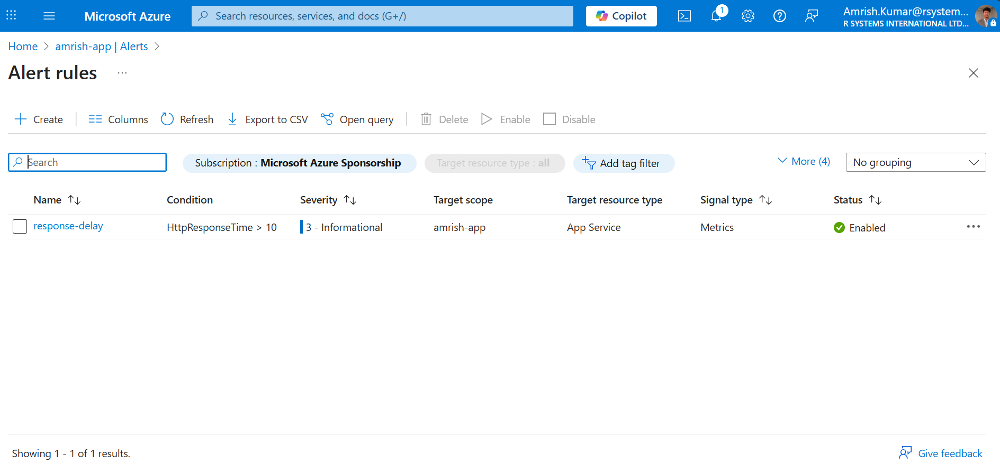 Microsoft Azure
Search resources, services, and docs (G+/)
Copilot
1
Amrish.Kumar@rsystem...
R SYSTEMS INTERNATIONAL LTD...
Home > amrish-app | Alerts >
Alert rules ...
Create
Columns
Refresh
Export to CSV
Open query
Delete
Enable
Disable
Search
Subscription : Microsoft Azure Sponsorship
Target resource type : all
Add tag filter
More (4)
No grouping
Name Condition Severity Target scope Target resource type Signal type Status
response-delay HttpResponseTime > 10 3 - Informational amrish-app App Service Metrics Enabled
Showing 1 - 1 of 1 results.
Give feedback